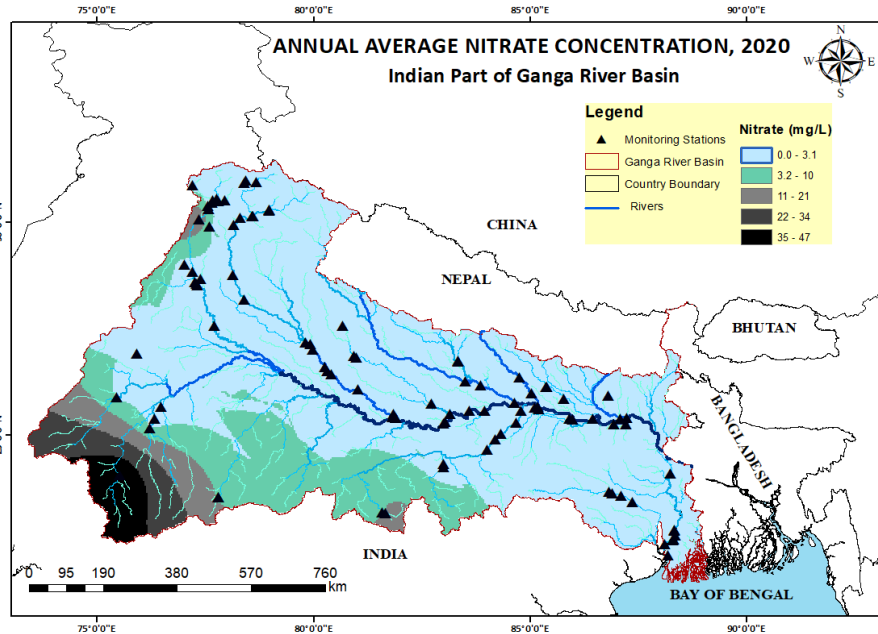 75°0'0"E 80°0'0"E 85°0'0"E 90°0'0"E
ANNUAL AVERAGE NITRATE CONCENTRATION, 2020
Indian Part of Ganga River Basin
N
W E
S
Legend
Monitoring Stations
Ganga River Basin
Country Boundary
Rivers
Nitrate (mg/L)
0.0 - 3.1
3.2 - 10
11 - 21
22 - 34
35 - 47
CHINA
NEPAL
BHUTAN
BANGLADESH
INDIA
BAY OF BENGAL
0 95 190 380 570 760
km
75°0'0"E 80°0'0"E 85°0'0"E 90°0'0"E